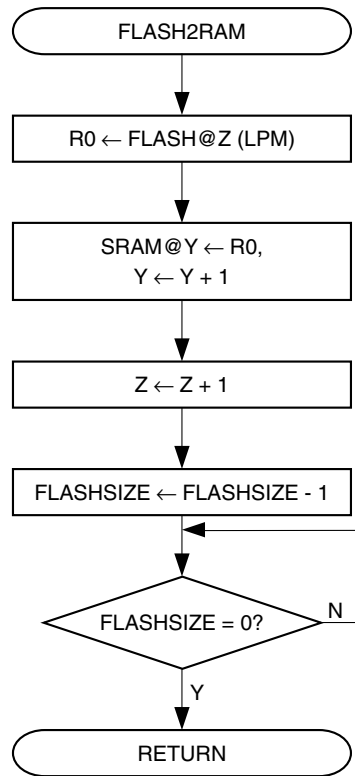 FLASH2RAM
R0 ← FLASH@Z (LPM)
SRAM@Y ← R0,
Y ← Y + 1
Z ← Z + 1
FLASHSIZE ← FLASHSIZE - 1
FLASHSIZE = 0?
N
Y
RETURN